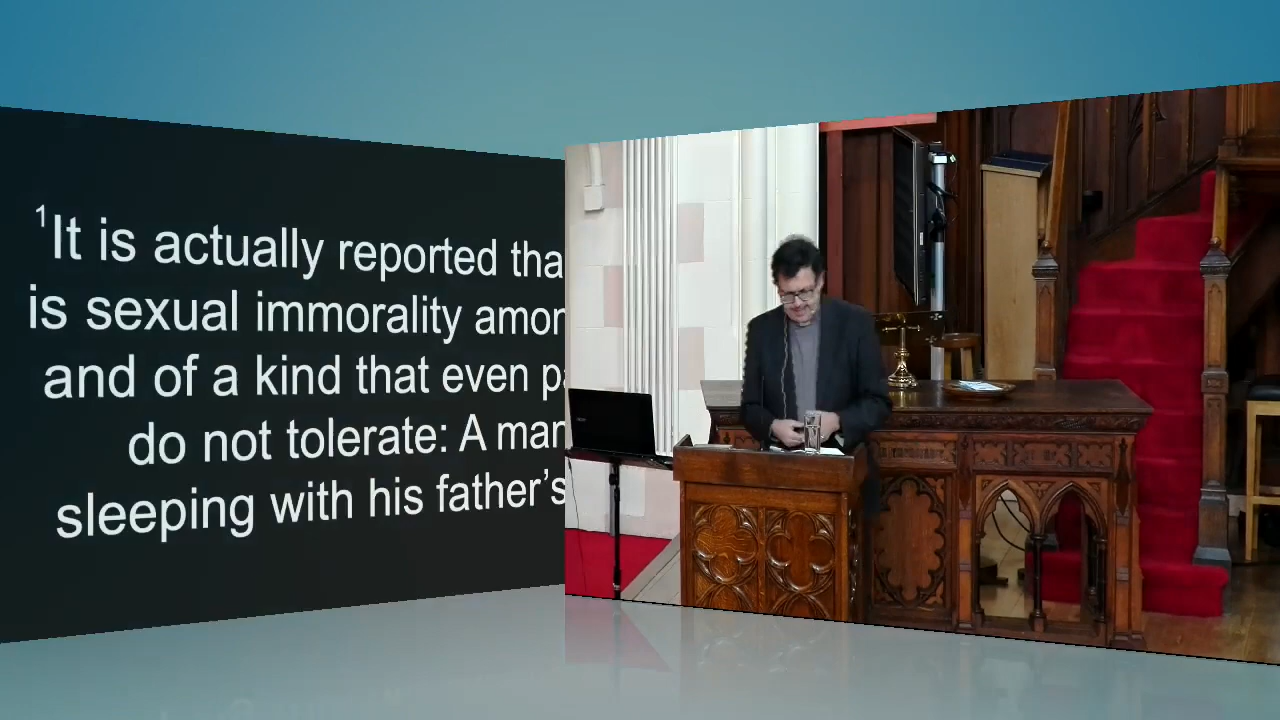 ¹It is actually reported tha
is sexual immorality amon
and of a kind that even pa
do not tolerate: A man
sleeping with his father’s